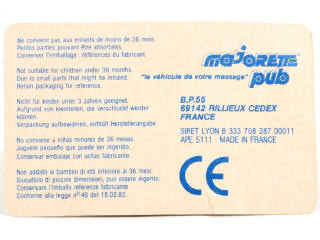 Ne convient pas aux enfants de moins de 36 mois.
Petites parties pouvant être absorbées.
Conserver l'emballage : références du fabricant.
Not suitable for children under 36 months.
Due to small parts that might be inhaled.
Retain packaging for reference.
Nicht für kinder unter 3 jahren geeignet.
Aufgrund von kleinteilen, die verschluckt werder
können.
Verpackung aufbewahren, enthält Herstellerangabe.
No conviene a niños minores de 36 meses.
Juguete pequeño que puede ser ingerido.
Conservar el embalaje con señas del fabricante.
Non addato ai bambini di età inferiore ai 36 mesi.
Giocattolo di piccole dimensioni, puo essere ingerito.
Conservare l'imballo referenze fabbricante
Conforme alla legge n° 46 del 18.02.83.
majorette
"le véhicule de votre message" pub
B.P.55
69142 RILLIEUX CEDEX
FRANCE
SIRET LYON B 333 708 287 00011
APE 5111 - MADE IN FRANCE
CE